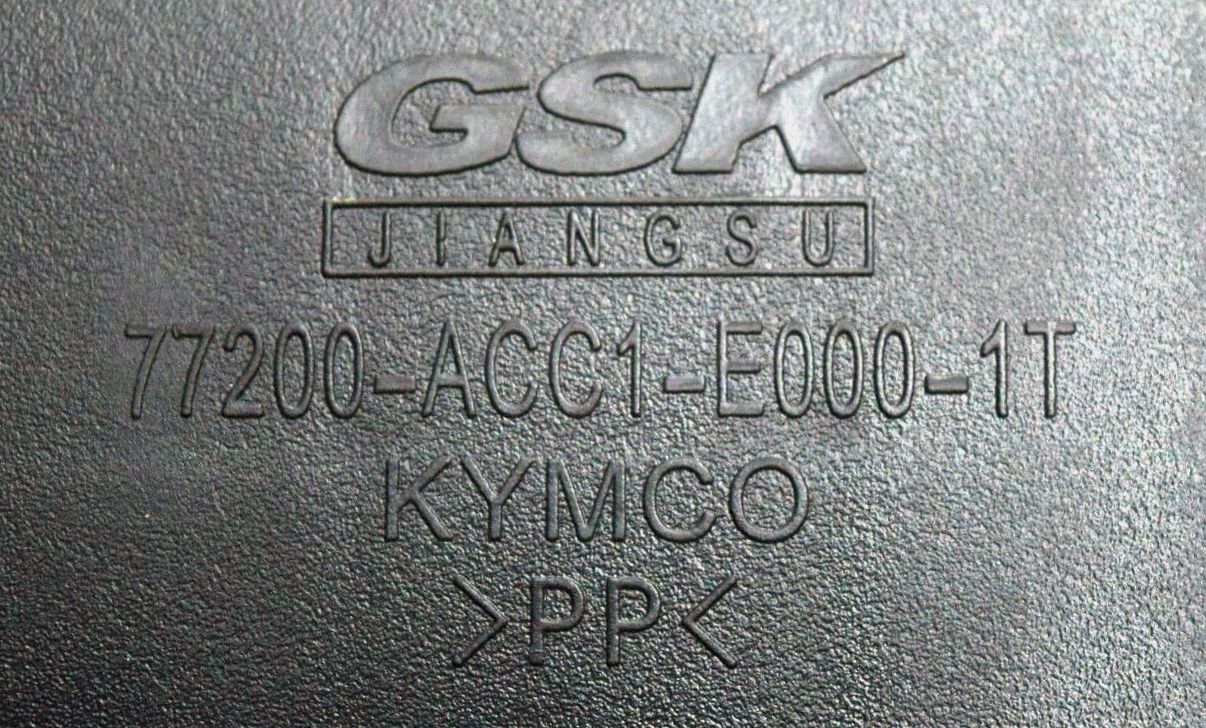 GSK
JIANGSU
77200-ACC1-E000-1T
KYMCO
>PP<